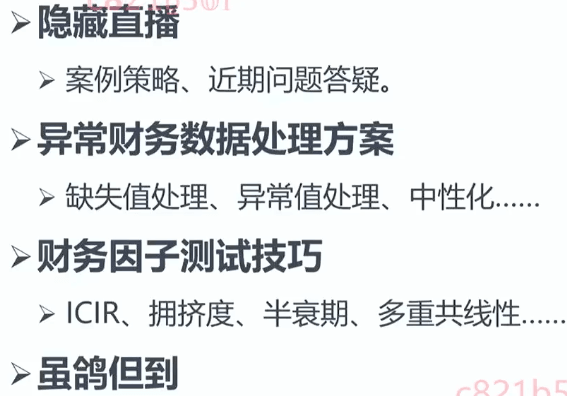 隐藏直播
案例策略、近期问题答疑。
异常财务数据处理方案
缺失值处理、异常值处理、中性化......
财务因子测试技巧
ICIR、拥挤度、半衰期、多重共线性......
虽鸽但到
c821b5